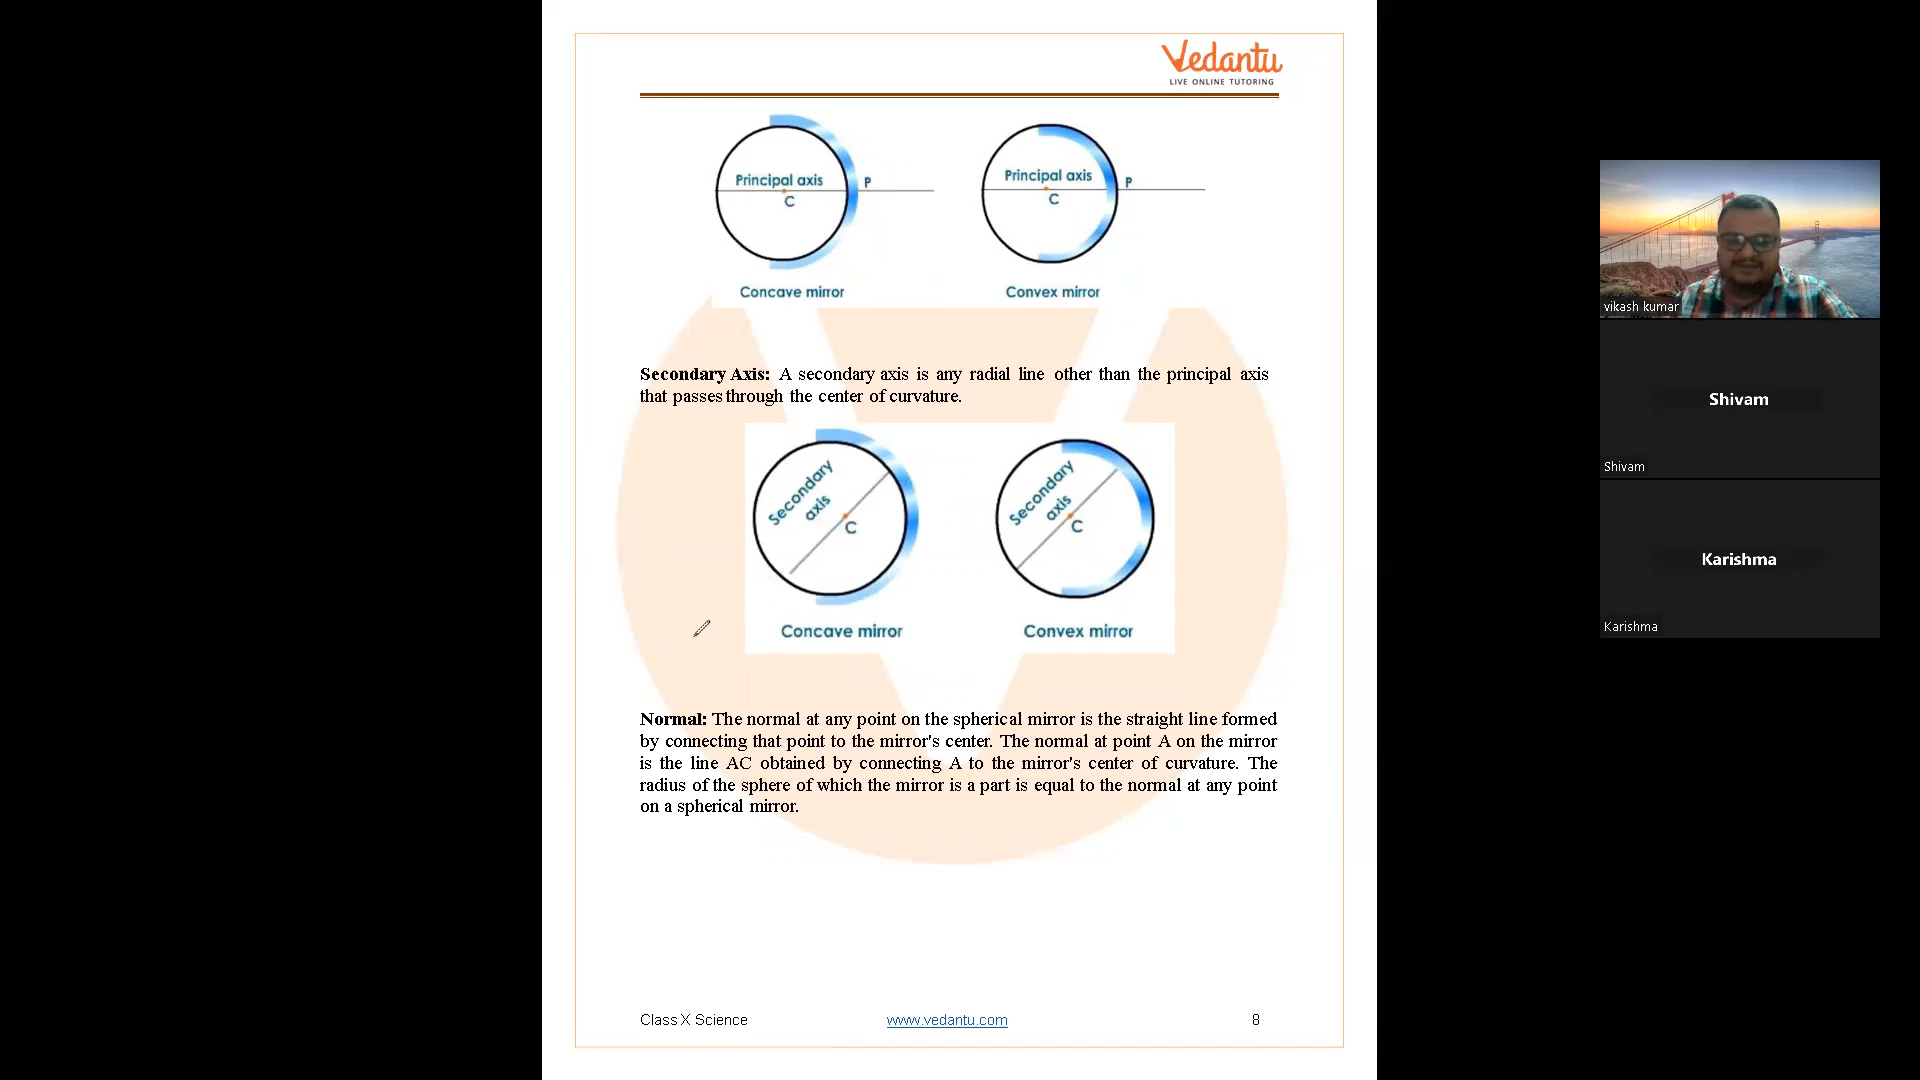 Vedantu
LIVE ONLINE TUTORING
Principal axis
P
C
Concave mirror
Principal axis
P
C
Convex mirror
Secondary Axis: A secondary axis is any radial line other than the principal axis
that passes through the center of curvature.
Secondary
axis
C
Concave mirror
Secondary
axis
C
Convex mirror
Normal: The normal at any point on the spherical mirror is the straight line formed
by connecting that point to the mirror's center. The normal at point A on the mirror
is the line AC obtained by connecting A to the mirror's center of curvature. The
radius of the sphere of which the mirror is a part is equal to the normal at any point
on a spherical mirror.
Class X Science
www.vedantu.com
8
vikash kumar
Shivam
Shivam
Karishma
Karishma